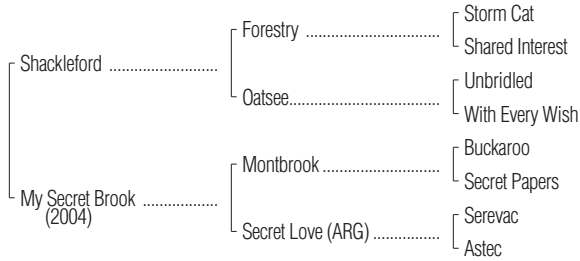 Storm Cat
Forestry ......................................
Shared Interest
Shackleford ................................
Unbridled
Oatsee.........................................
With Every Wish
Buckaroo
Montbrook ................................
Secret Papers
My Secret Brook ......................
(2004)
Serevac
Secret Love (ARG) ...................
Astec